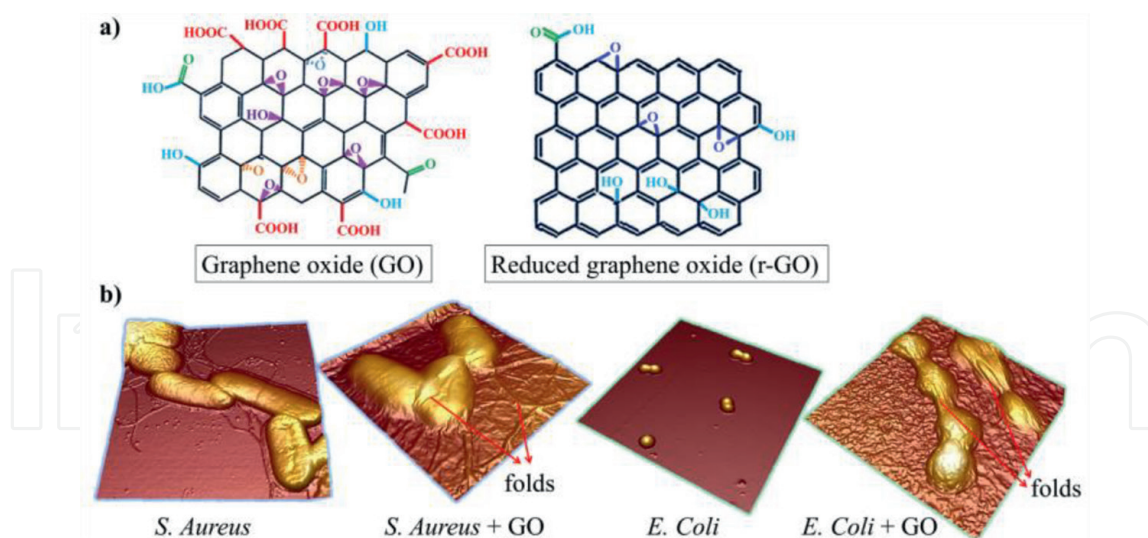 a)
HOOC HOOC COOH OH
COOH
O
O
HO
O O O
HO
COOH
HO
O O O
O
O
OH
COOH COOH
O OH
O
O
O
OH
HO HO
OH
Graphene oxide (GO)
Reduced graphene oxide (r-GO)
b)
folds
folds
S. Aureus
S. Aureus + GO
E. Coli
E. Coli + GO